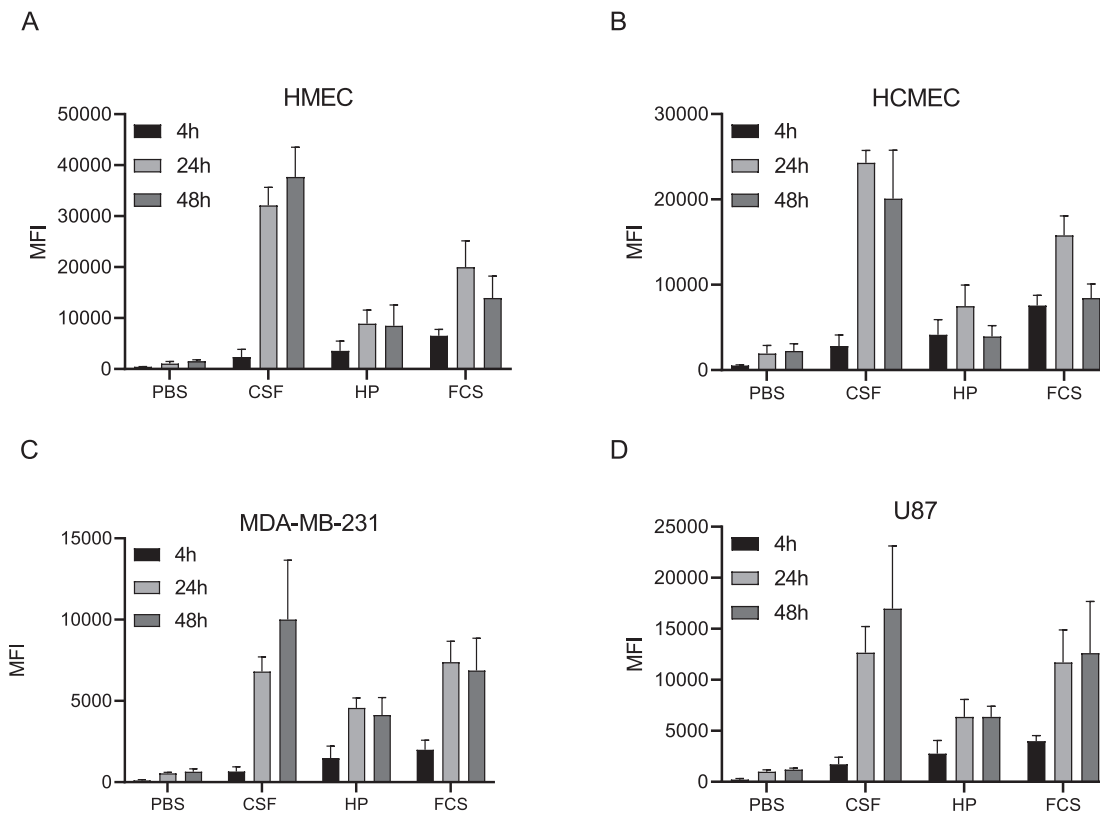 A
HMEC
50000
40000
30000
20000
10000
0
MFI
4h
24h
48h
PBS CSF HP FCS
B
HCMEC
30000
20000
10000
0
MFI
4h
24h
48h
PBS CSF HP FCS
C
MDA-MB-231
15000
10000
5000
0
MFI
4h
24h
48h
PBS CSF HP FCS
D
U87
25000
20000
15000
10000
5000
0
MFI
4h
24h
48h
PBS CSF HP FCS